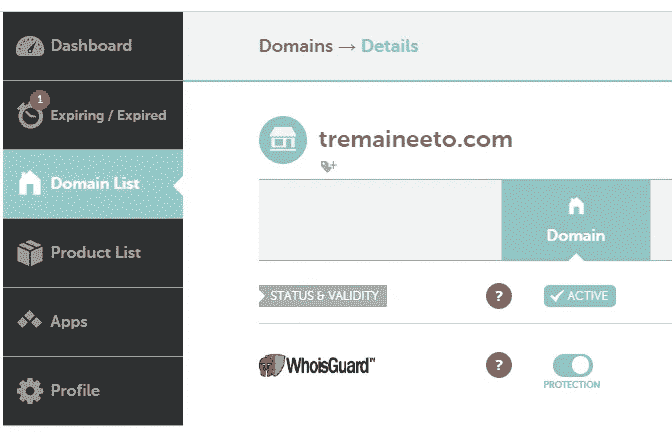 Dashboard
Domains → Details
1
Expiring / Expired
tremaineeto.com
Domain List
Domain
Product List
STATUS & VALIDITY
?
ACTIVE
Apps
WhoisGuard™
?
PROTECTION
Profile